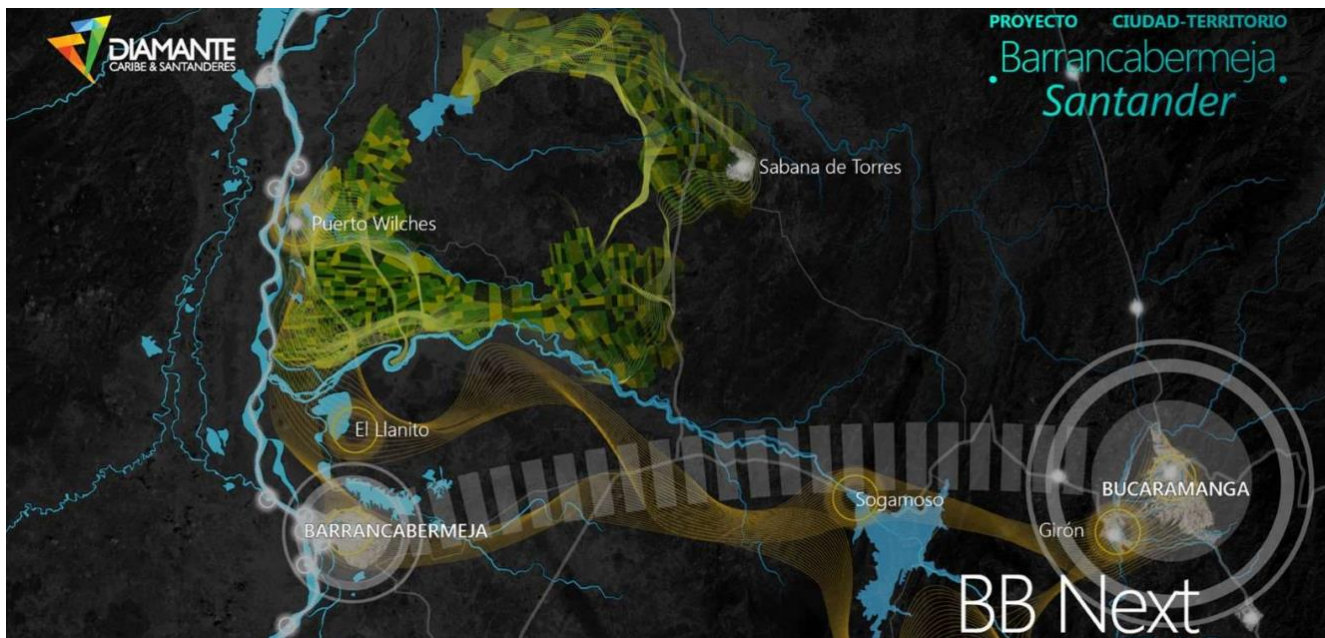 DIAMANTE
CARIBE & SANTANDERES
PROYECTO CIUDAD-TERRITORIO
Barrancabermeja
Santander
Sabana de Torres
Puerto Wilches
El Llanito
BARRANCABERMEJA
Sogamoso
BUCARAMANGA
Girón
BB Next